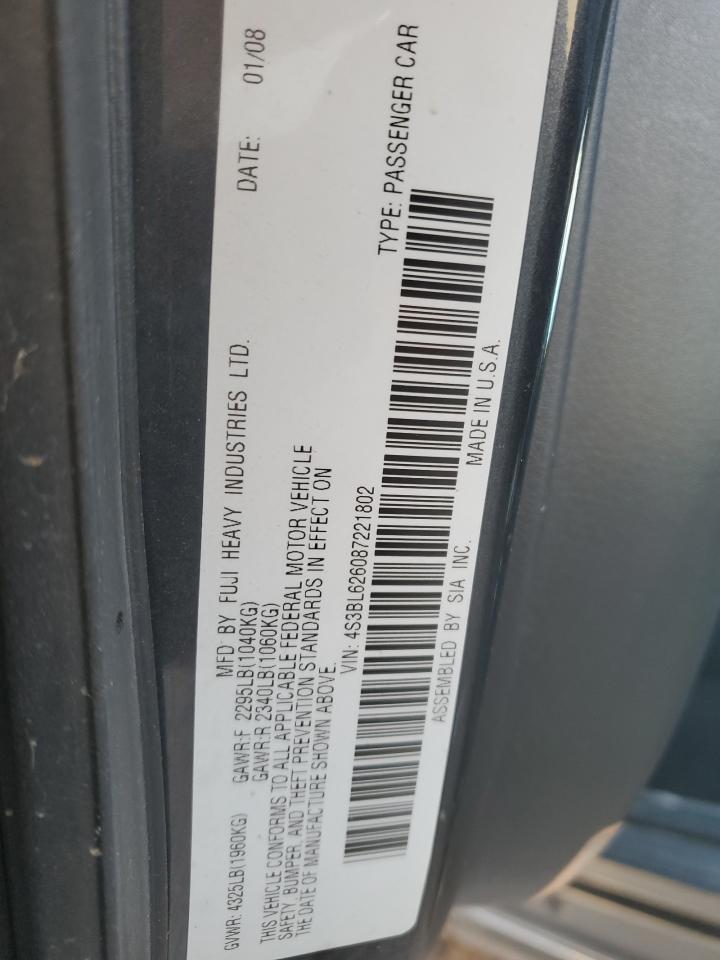 MFD BY FUJI HEAVY INDUSTRIES LTD. DATE: 01/08
GVWR: 4325LB(1960KG) GAWR:F 2295LB(1040KG)
GAWR:R 2340LB(1060KG)
THIS VEHICLE CONFORMS TO ALL APPLICABLE FEDERAL MOTOR VEHICLE
SAFETY, BUMPER, AND THEFT PREVENTION STANDARDS IN EFFECT ON
THE DATE OF MANUFACTURE SHOWN ABOVE.
VIN: 4S3BL626087221802 TYPE: PASSENGER CAR
ASSEMBLED BY SIA INC. MADE IN U.S.A.